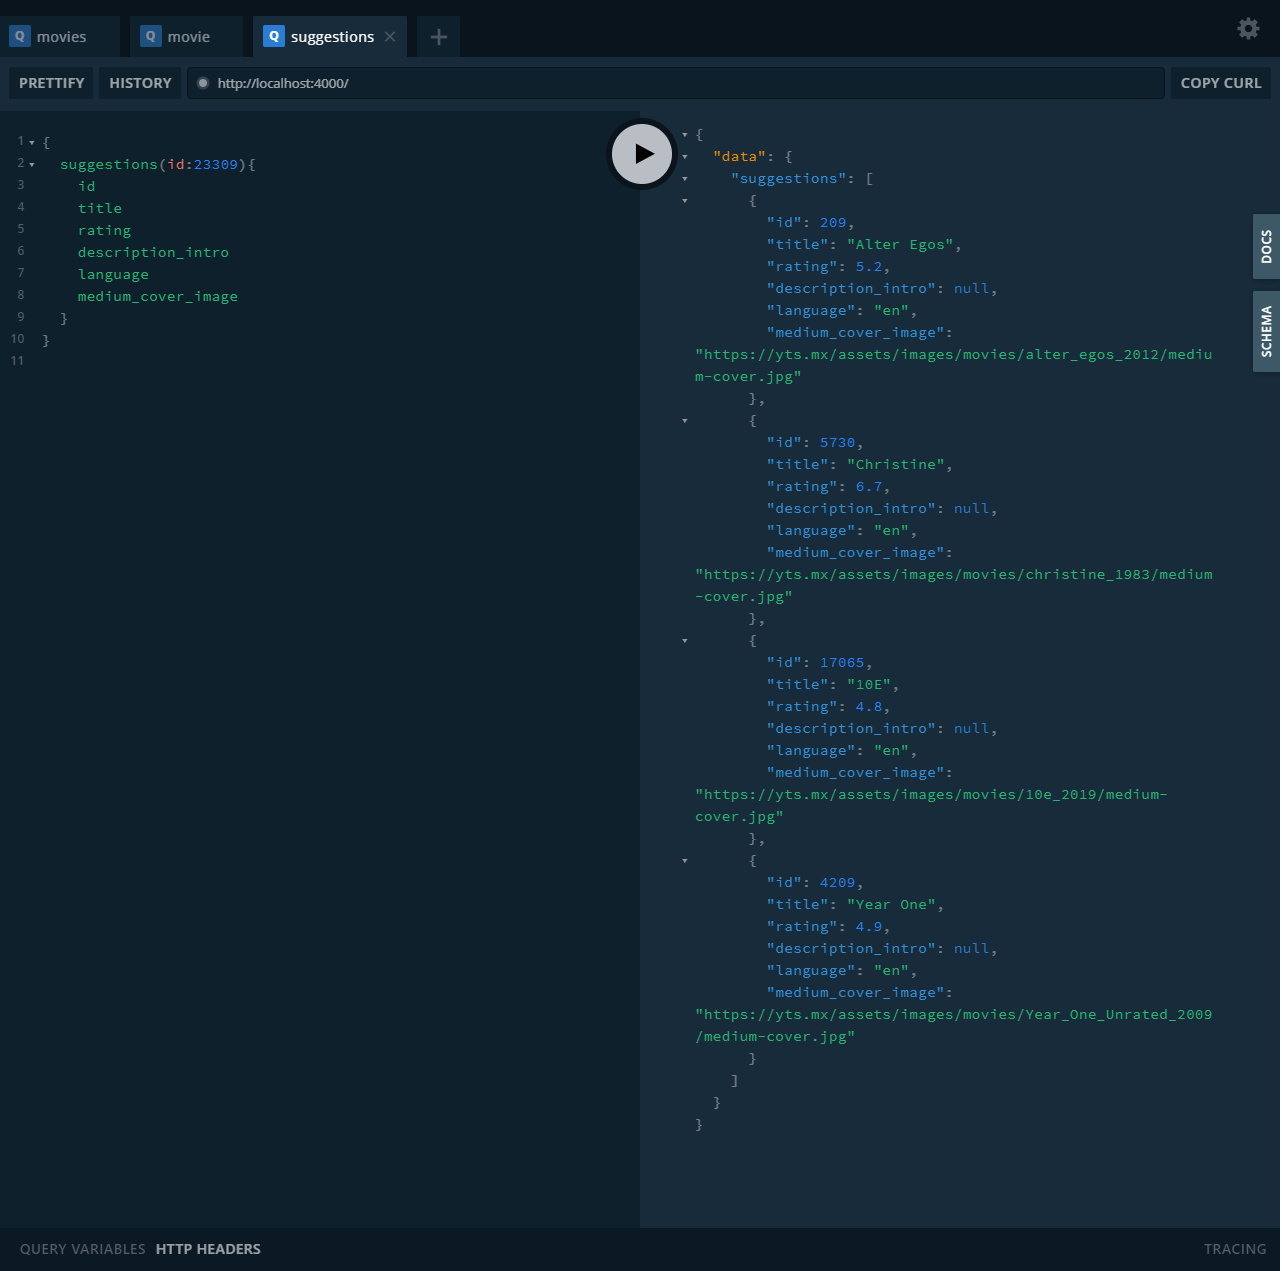 Q movies
Q movie
Q suggestions
PRETTIFY
HISTORY
http://localhost:4000/
COPY CURL
1 {
2 suggestions(id:23309){
3 id
4 title
5 rating
6 description_intro
7 language
8 medium_cover_image
9 }
10 }
11
{
"data": {
"suggestions": [
{
"id": 209,
"title": "Alter Egos",
"rating": 5.2,
"description_intro": null,
"language": "en",
"medium_cover_image":
"https://yts.mx/assets/images/movies/alter_egos_2012/mediu
m-cover.jpg"
},
{
"id": 5730,
"title": "Christine",
"rating": 6.7,
"description_intro": null,
"language": "en",
"medium_cover_image":
"https://yts.mx/assets/images/movies/christine_1983/medium
-cover.jpg"
},
{
"id": 17065,
"title": "10E",
"rating": 4.8,
"description_intro": null,
"language": "en",
"medium_cover_image":
"https://yts.mx/assets/images/movies/10e_2019/medium-
cover.jpg"
},
{
"id": 4209,
"title": "Year One",
"rating": 4.9,
"description_intro": null,
"language": "en",
"medium_cover_image":
"https://yts.mx/assets/images/movies/Year_One_Unrated_2009
/medium-cover.jpg"
}
]
}
}
DOCS
SCHEMA
QUERY VARIABLES
HTTP HEADERS
TRACING